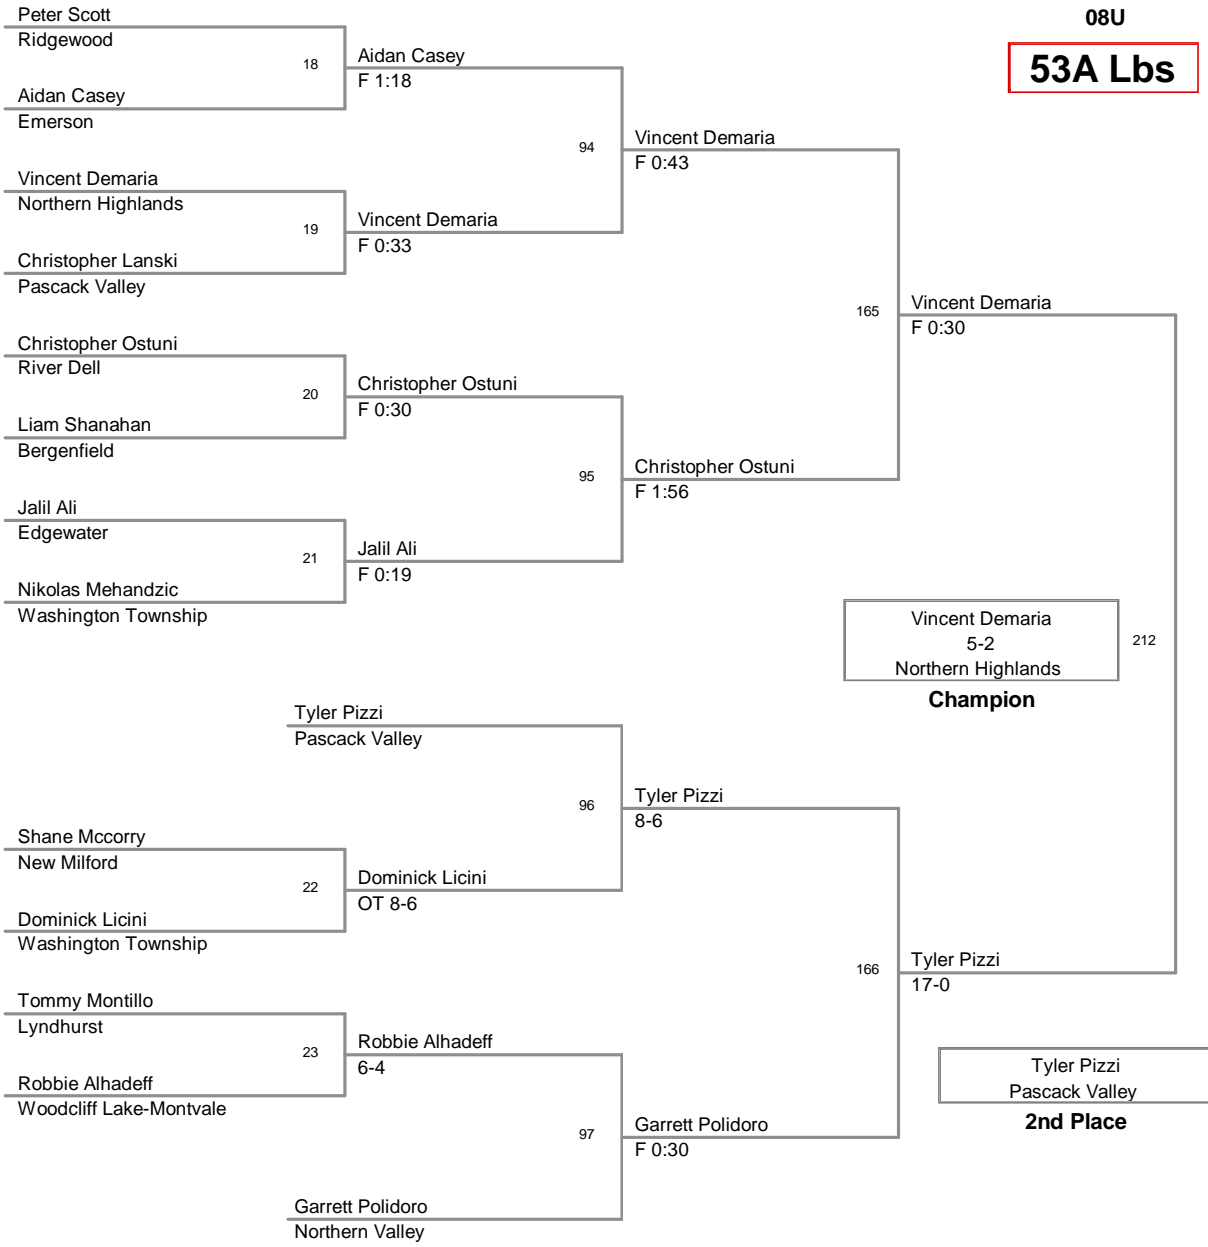 08U
53A Lbs
Peter Scott
Ridgewood
18
Aidan Casey
F 1:18
Aidan Casey
Emerson
94
Vincent Demaria
F 0:43
Vincent Demaria
Northern Highlands
19
Vincent Demaria
F 0:33
Christopher Lanski
Pascack Valley
165
Vincent Demaria
F 0:30
Christopher Ostuni
River Dell
20
Christopher Ostuni
F 0:30
Liam Shanahan
Bergenfield
95
Christopher Ostuni
F 1:56
Jalil Ali
Edgewater
21
Jalil Ali
F 0:19
Nikolas Mehandzic
Washington Township
Vincent Demaria
5-2
Northern Highlands
212
Champion
Tyler Pizzi
Pascack Valley
96
Tyler Pizzi
8-6
Shane Mccorry
New Milford
22
Dominick Licini
OT 8-6
Dominick Licini
Washington Township
166
Tyler Pizzi
17-0
Tommy Montillo
Lyndhurst
23
Robbie Alhadeff
6-4
Robbie Alhadeff
Woodcliff Lake-Montvale
Tyler Pizzi
Pascack Valley
2nd Place
97
Garrett Polidoro
F 0:30
Garrett Polidoro
Northern Valley